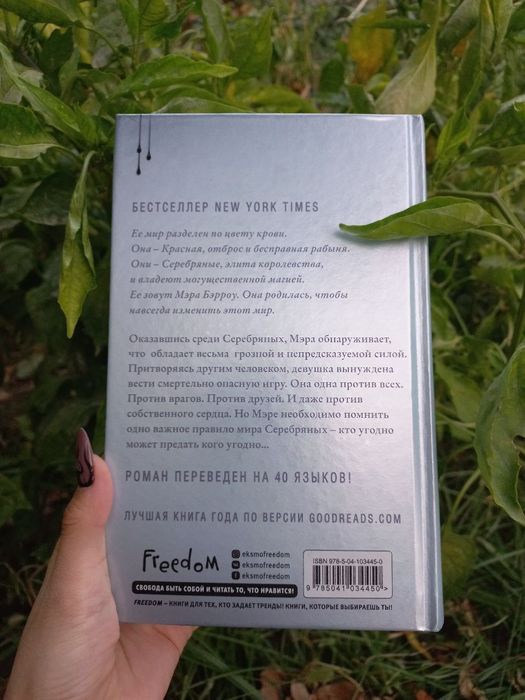 БЕСТСЕЛЛЕР NEW YORK TIMES
Ее мир разделен по цвету крови.
Она – Красная, отброс и бесправная рабыня.
Они – Серебряные, элита королевства,
и владеют могущественной магией.
Ее зовут Мэра Бэрроу. Она родилась, чтобы
навсегда изменить этот мир.
Оказавшись среди Серебряных, Мэра обнаруживает,
что обладает весьма грозной и непредсказуемой силой.
Притворяясь другим человеком, девушка вынуждена
вести смертельно опасную игру. Она одна против всех.
Против врагов. Против друзей. И даже против
собственного сердца. Но Мэре необходимо помнить
одно важное правило мира Серебряных – кто угодно
может предать кого угодно...
РОМАН ПЕРЕВЕДЕН НА 40 ЯЗЫКОВ!
ЛУЧШАЯ КНИГА ГОДА ПО ВЕРСИИ GOODREADS.COM
Freedom
eksmofreedom
eksmofreedom
eksmofreedom
СВОБОДА БЫТЬ СОБОЙ И ЧИТАТЬ ТО, ЧТО НРАВИТСЯ!
FREEDOM – КНИГИ ДЛЯ ТЕХ, КТО ЗАДАЕТ ТРЕНДЫ! КНИГИ, КОТОРЫЕ ВЫБИРАЕШЬ ТЫ!
ISBN 978-5-04-103445-0
9 785041 034450 >